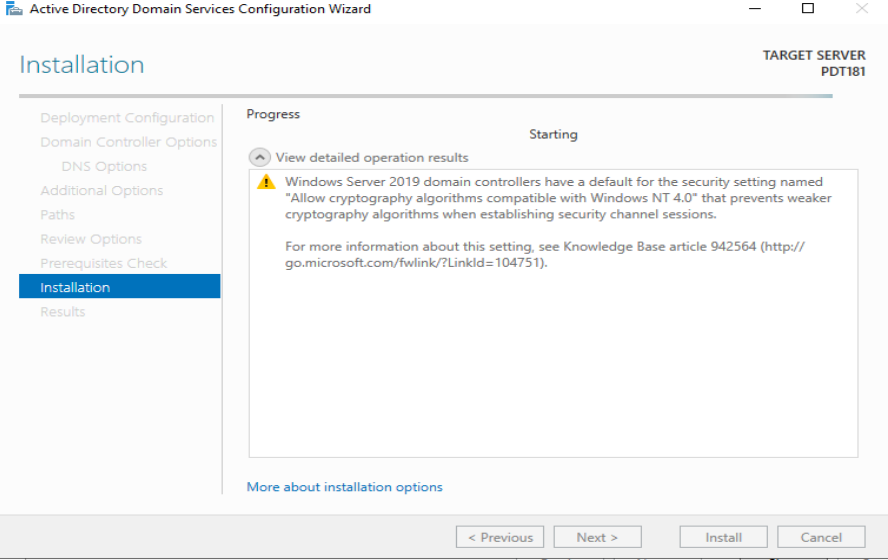 Active Directory Domain Services Configuration Wizard
Installation
TARGET SERVER
PDT181
Deployment Configuration
Domain Controller Options
DNS Options
Additional Options
Paths
Review Options
Prerequisites Check
Installation
Results
Progress
Starting
View detailed operation results
Windows Server 2019 domain controllers have a default for the security setting named
"Allow cryptography algorithms compatible with Windows NT 4.0" that prevents weaker
cryptography algorithms when establishing security channel sessions.
For more information about this setting, see Knowledge Base article 942564 (http://
go.microsoft.com/fwlink/?LinkId=104751).
More about installation options
< Previous
Next >
Install
Cancel